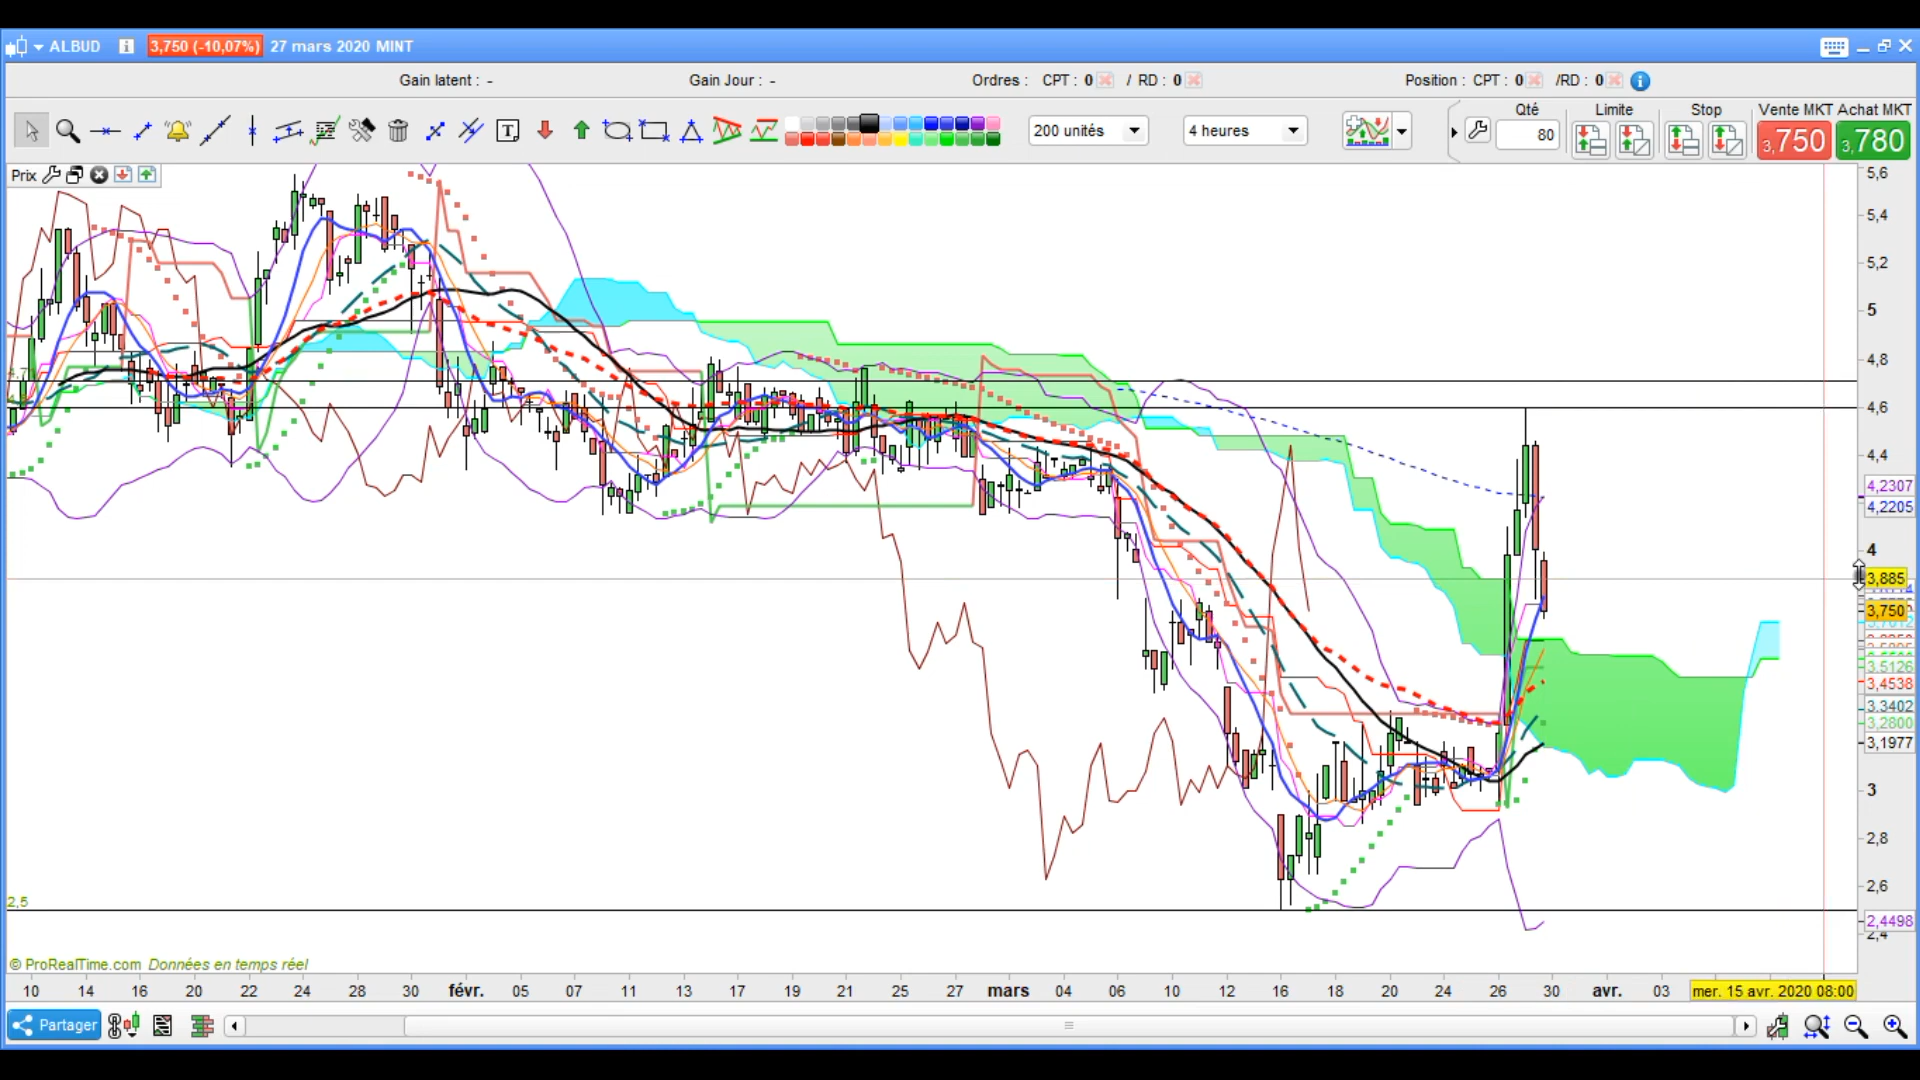 ALBUD 3,750 (-10,07%) 27 mars 2020 MINT
Gain latent : - Gain Jour : - Ordres : CPT : 0 / RD : 0 Position : CPT : 0 /RD : 0
Qté Limite Stop Vente MKT Achat MKT
200 unités 4 heures 80 3,750 3,780
Prix
5,6
5,4
5,2
5
4,8
4,6
4,4
4,2307
4,2205
4
3,885
3,750
3,5126
3,4538
3,3402
3,2800
3,1977
3
2,8
2,6
2,5
2,4498
2,4
© ProRealTime.com Données en temps réel
10 14 16 20 22 24 28 30 févr. 05 07 11 13 17 19 21 25 27 mars 04 06 10 12 16 18 20 24 26 30 avr. 03 mer. 15 avr. 2020 08:00
Partager